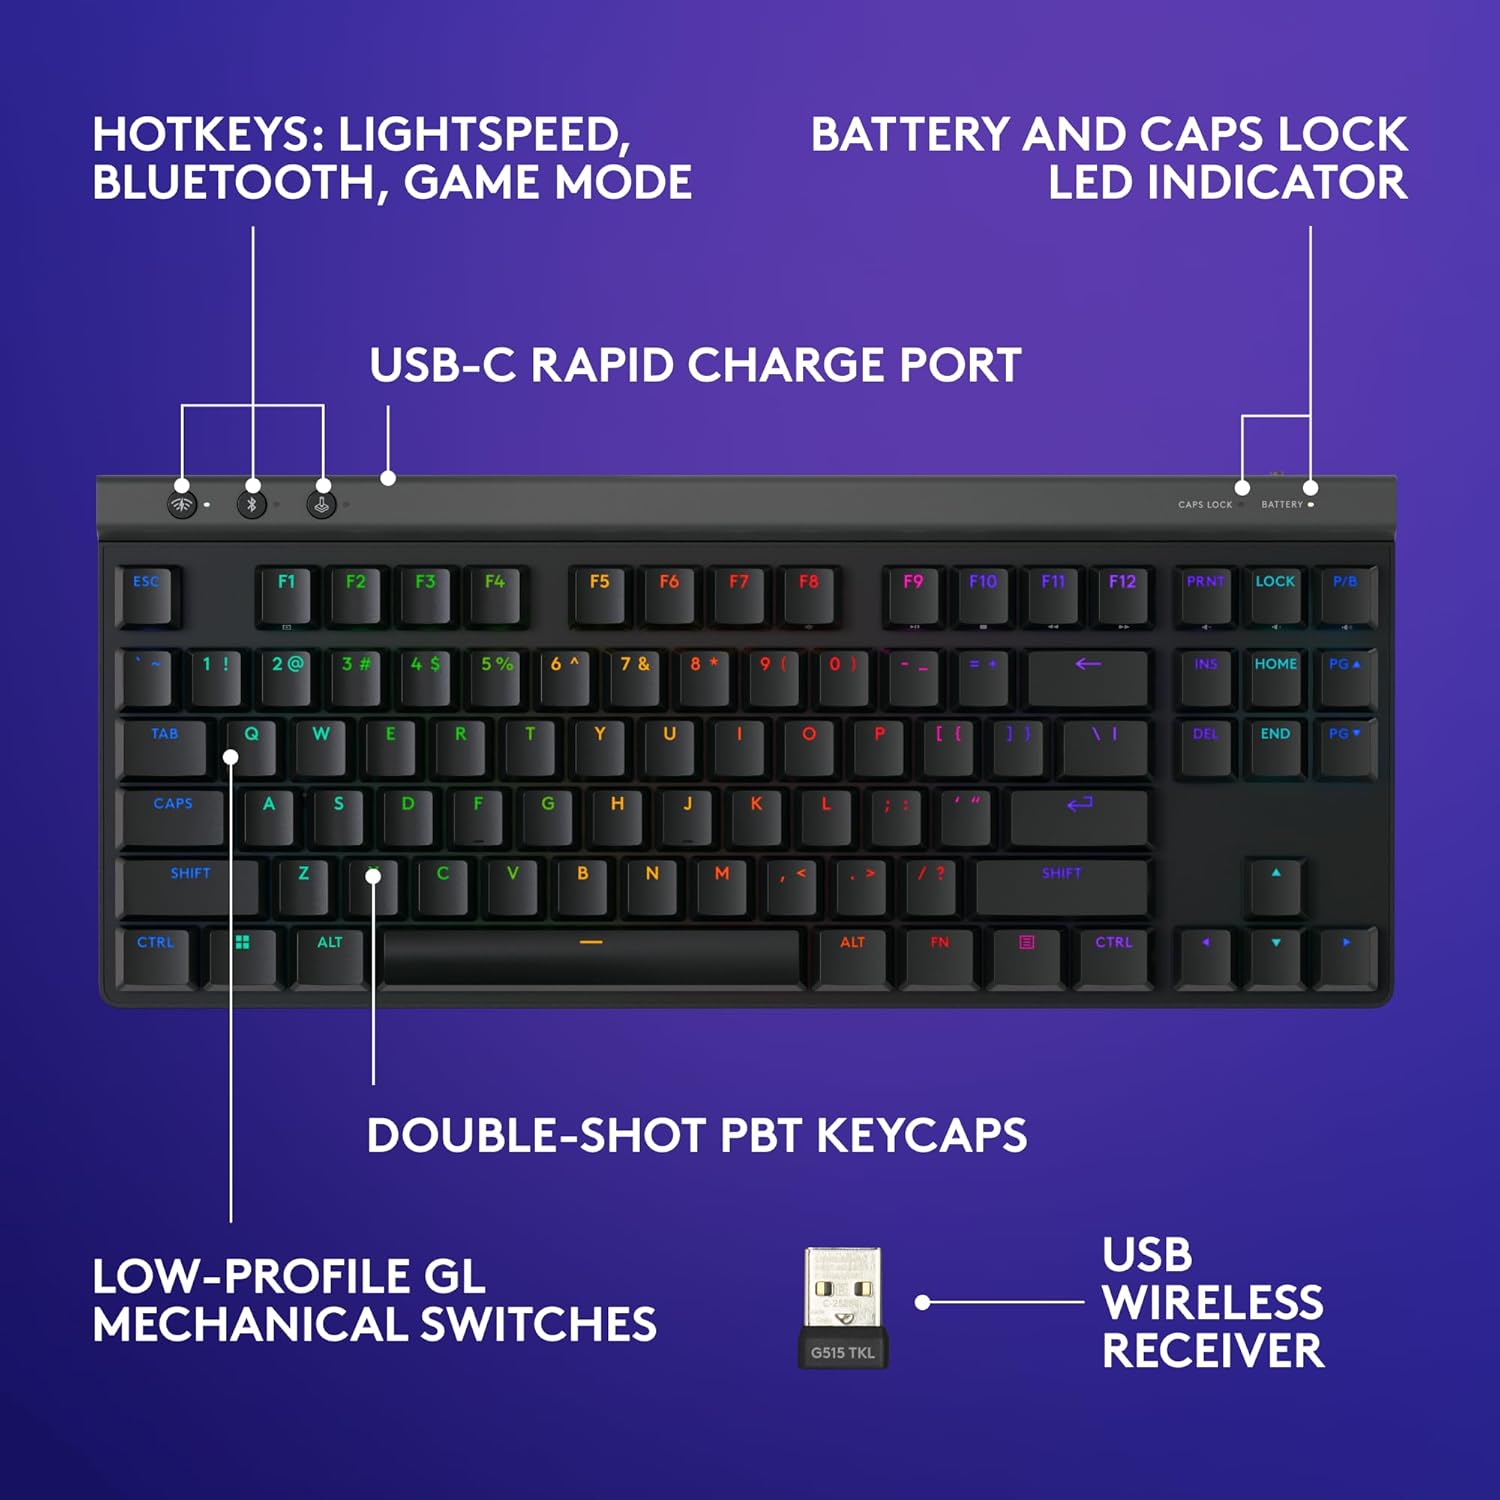 HOTKEYS: LIGHTSPEED,
BLUETOOTH, GAME MODE
BATTERY AND CAPS LOCK
LED INDICATOR
USB-C RAPID CHARGE PORT
CAPS LOCK BATTERY
ESC F1 F2 F3 F4 F5 F6 F7 F8 F9 F10 F11 F12 PRNT LOCK P/B
` ~ 1 ! 2 @ 3 # 4 $ 5 % 6 ^ 7 & 8 * 9 ( 0 ) - _ = + ← INS HOME PG▲
TAB Q W E R T Y U I O P [ { ] } \ | DEL END PG▼
CAPS A S D F G H J K L ; : ' "
SHIFT Z C V B N M , < . > / ? SHIFT ▲
CTRL ALT — ALT FN CTRL ◄ ▼ ►
DOUBLE-SHOT PBT KEYCAPS
LOW-PROFILE GL
MECHANICAL SWITCHES
G515 TKL
USB
WIRELESS
RECEIVER